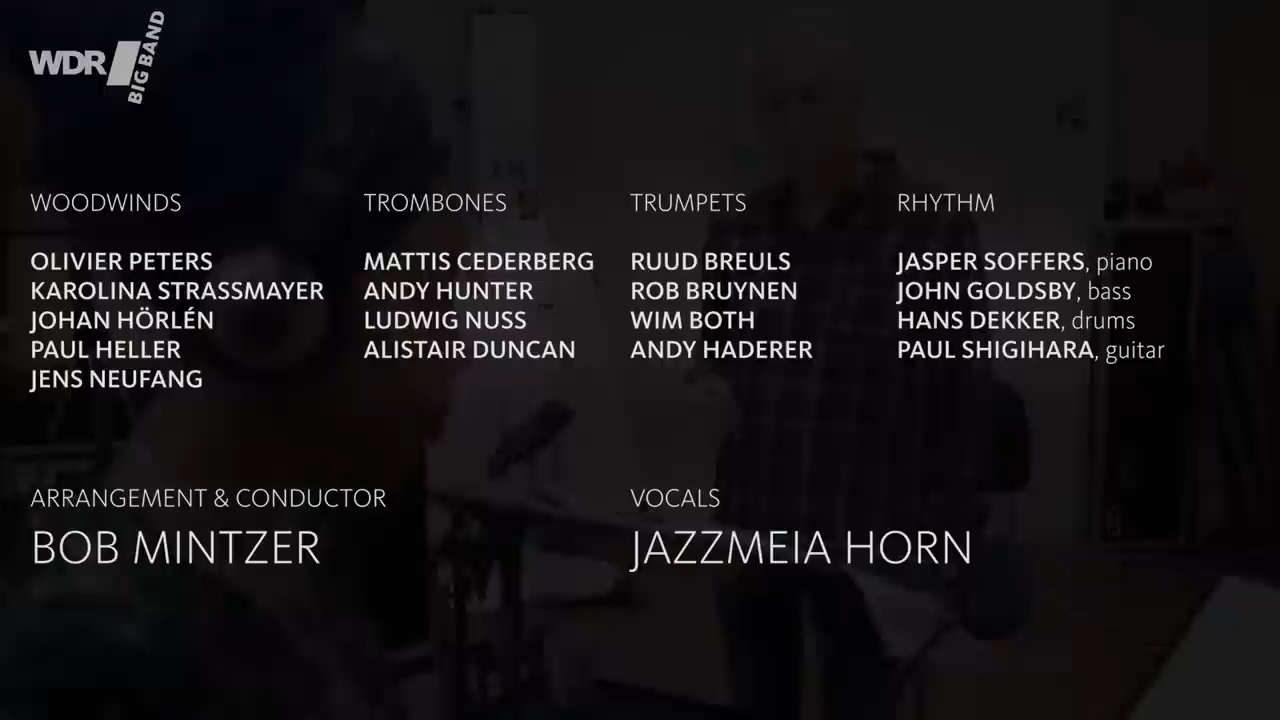 WDR BIG BAND
WOODWINDS
OLIVIER PETERS
KAROLINA STRASSMAYER
JOHAN HÖRLÉN
PAUL HELLER
JENS NEUFANG
TROMBONES
MATTIS CEDERBERG
ANDY HUNTER
LUDWIG NUSS
ALISTAIR DUNCAN
TRUMPETS
RUUD BREULS
ROB BRUYNEN
WIM BOTH
ANDY HADERER
RHYTHM
JASPER SOFFERS, piano
JOHN GOLDSBY, bass
HANS DEKKER, drums
PAUL SHIGIHARA, guitar
ARRANGEMENT & CONDUCTOR
BOB MINTZER
VOCALS
JAZZMEIA HORN